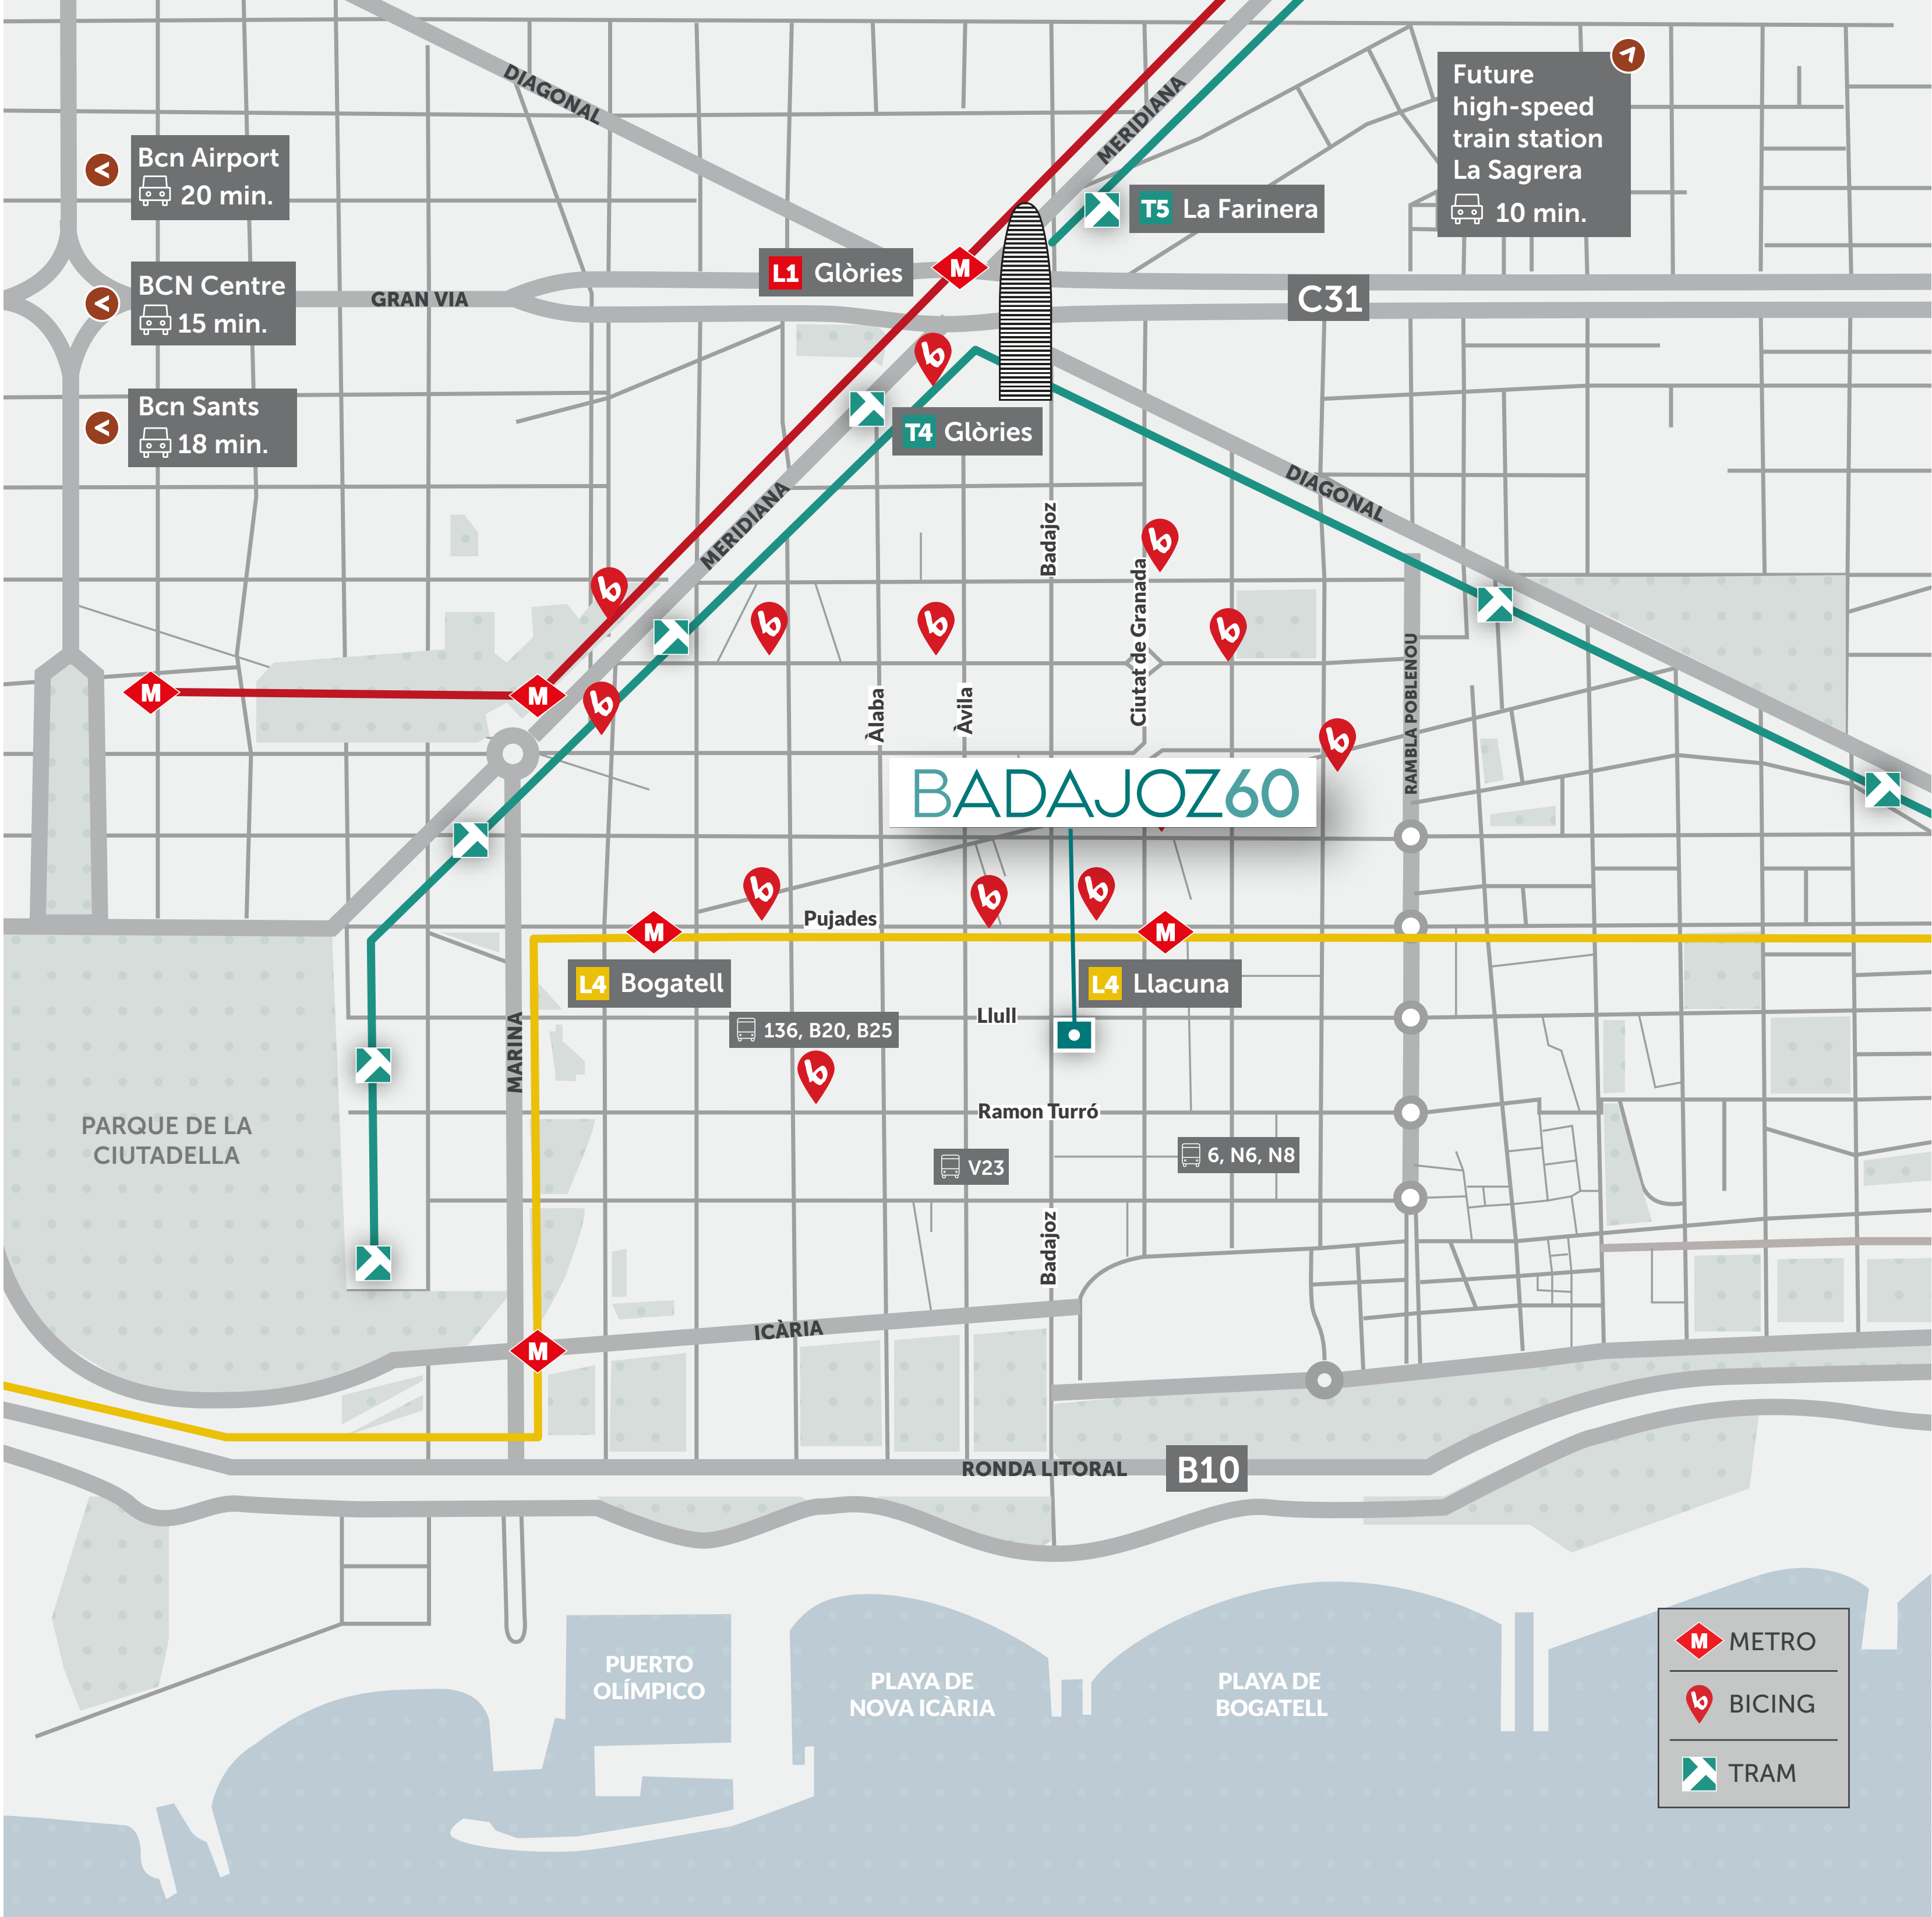 DIAGONAL
MERIDIANA
Future
high-speed
train station
La Sagrera
10 min.
Bcn Airport
20 min.
T5 La Farinera
BCN Centre
15 min.
GRAN VIA
L1 Glòries
M
C31
Bcn Sants
18 min.
T4 Glòries
DIAGONAL
MERIDIANA
Badajoz
Ciutat de Granada
RAMBLA POBLENOU
Àlaba
Àvila
M
M
BADAJOZ60
Pujades
M
M
L4 Bogatell
L4 Llacuna
136, B20, B25
Llull
MARINA
Ramon Turró
PARQUE DE LA
CIUTADELLA
V23
6, N6, N8
Badajoz
ICÀRIA
M
RONDA LITORAL
B10
PUERTO
OLÍMPICO
PLAYA DE
NOVA ICÀRIA
PLAYA DE
BOGATELL
M METRO
BICING
TRAM